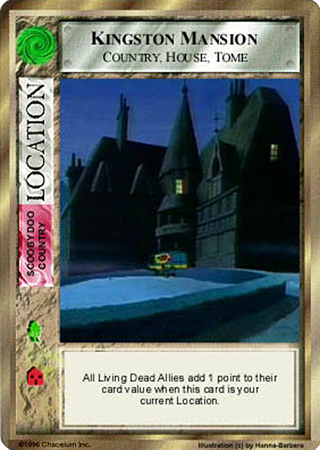 KINGSTON MANSION
COUNTRY, HOUSE, TOME
LOCATION
SCOOBYDOO
COUNTRY
All Living Dead Allies add 1 point to their
card value when this card is your
current Location.
©1996 Chaosium Inc.
Illustration (c) by Hanna-Barbera